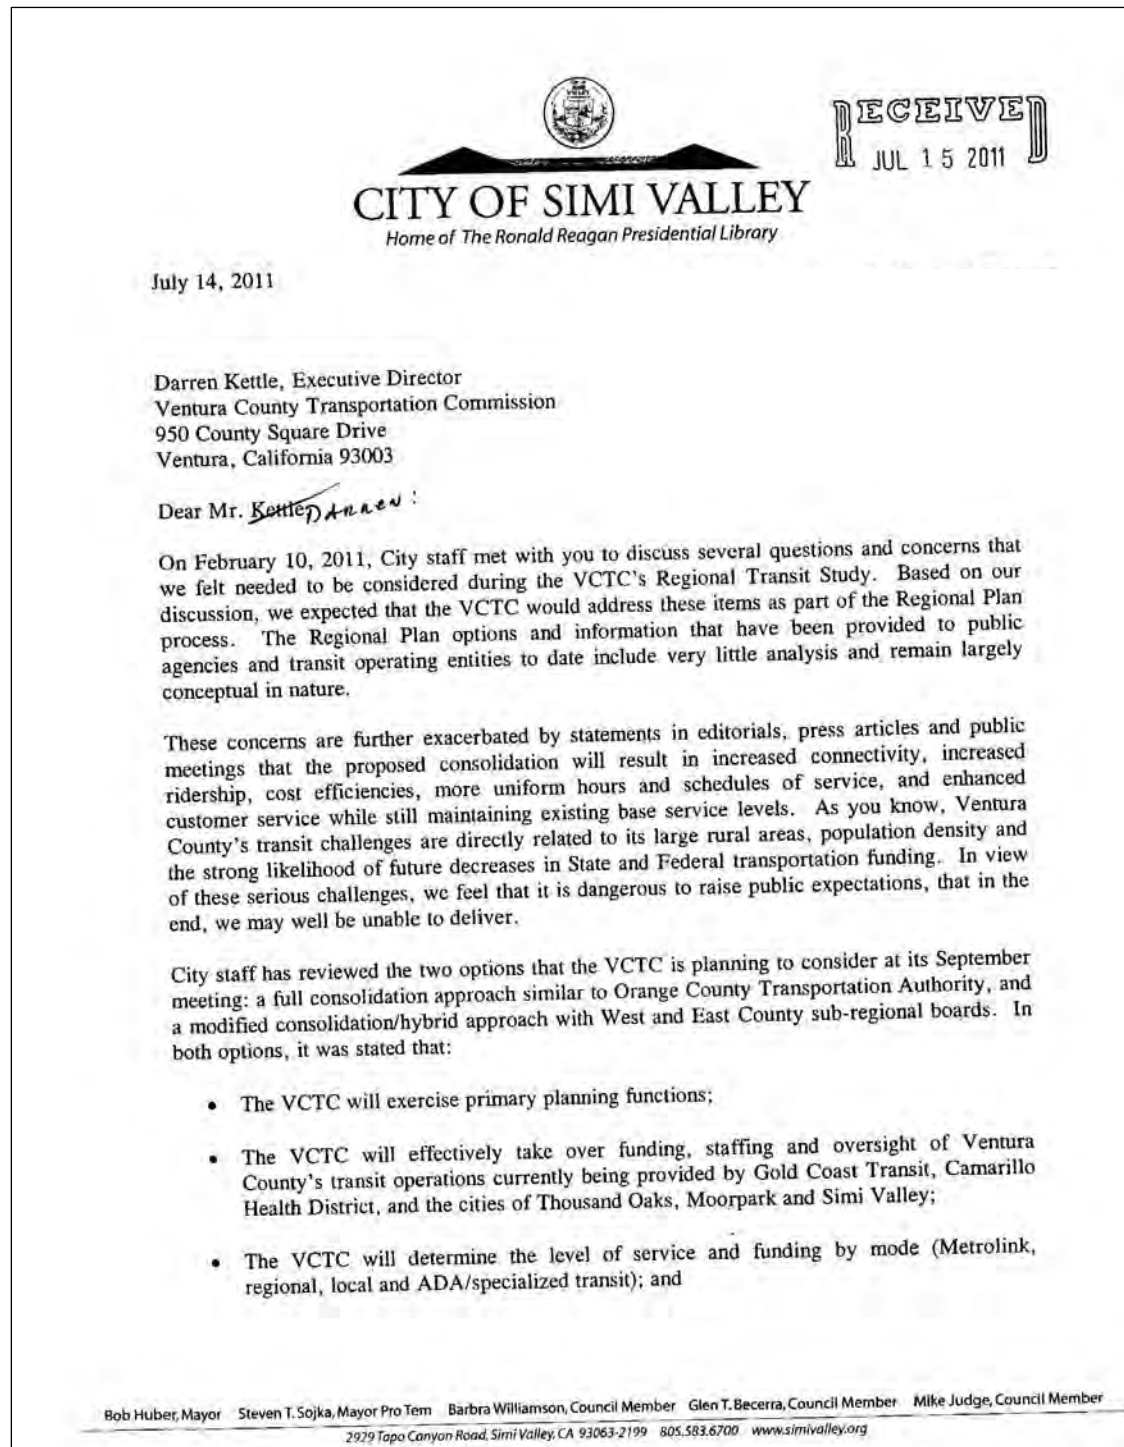 RECEIVED
JUL 15 2011
CITY OF SIMI VALLEY
Home of The Ronald Reagan Presidential Library
July 14, 2011
Darren Kettle, Executive Director
Ventura County Transportation Commission
950 County Square Drive
Ventura, California 93003
Dear Mr. Kettle, Darren:
On February 10, 2011, City staff met with you to discuss several questions and concerns that
we felt needed to be considered during the VCTC's Regional Transit Study. Based on our
discussion, we expected that the VCTC would address these items as part of the Regional Plan
process. The Regional Plan options and information that have been provided to public
agencies and transit operating entities to date include very little analysis and remain largely
conceptual in nature.
These concerns are further exacerbated by statements in editorials, press articles and public
meetings that the proposed consolidation will result in increased connectivity, increased
ridership, cost efficiencies, more uniform hours and schedules of service, and enhanced
customer service while still maintaining existing base service levels. As you know, Ventura
County's transit challenges are directly related to its large rural areas, population density and
the strong likelihood of future decreases in State and Federal transportation funding. In view
of these serious challenges, we feel that it is dangerous to raise public expectations, that in the
end, we may well be unable to deliver.
City staff has reviewed the two options that the VCTC is planning to consider at its September
meeting: a full consolidation approach similar to Orange County Transportation Authority, and
a modified consolidation/hybrid approach with West and East County sub-regional boards. In
both options, it was stated that:
• The VCTC will exercise primary planning functions;
• The VCTC will effectively take over funding, staffing and oversight of Ventura
County's transit operations currently being provided by Gold Coast Transit, Camarillo
Health District, and the cities of Thousand Oaks, Moorpark and Simi Valley;
• The VCTC will determine the level of service and funding by mode (Metrolink,
regional, local and ADA/specialized transit); and
Bob Huber, Mayor Steven T. Sojka, Mayor Pro Tem Barbra Williamson, Council Member Glen T. Becerra, Council Member Mike Judge, Council Member
2929 Tapo Canyon Road, Simi Valley, CA 93063-2199 805.583.6700 www.simivalley.org